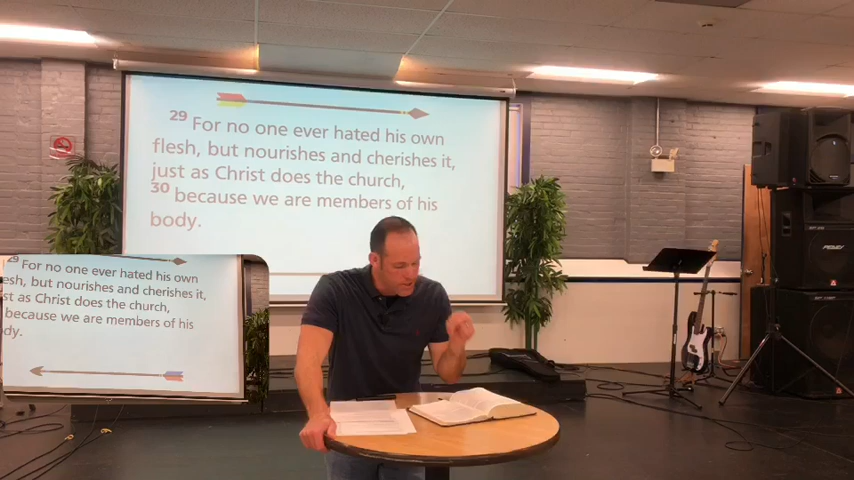 29 For no one ever hated his own
flesh, but nourishes and cherishes it,
just as Christ does the church,
30 because we are members of his
body.
29 For no one ever hated his own
esh, but nourishes and cherishes it,
st as Christ does the church,
because we are members of his
dy.
PEAVEY